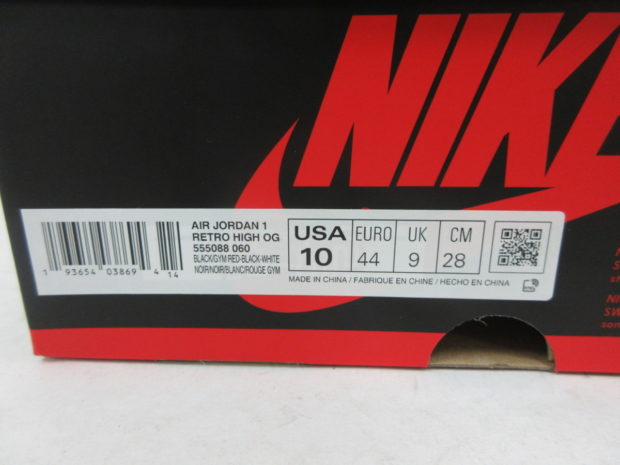 NIKE
AIR JORDAN 1
RETRO HIGH OG
555088 060
BLACK/GYM RED-BLACK-WHITE
NOIR/NOIR/BLANC/ROUGE GYM
1 93654 03869 4 14
USA EURO UK CM
10 44 9 28
MADE IN CHINA / FABRIQUE EN CHINE / HECHO EN CHINA